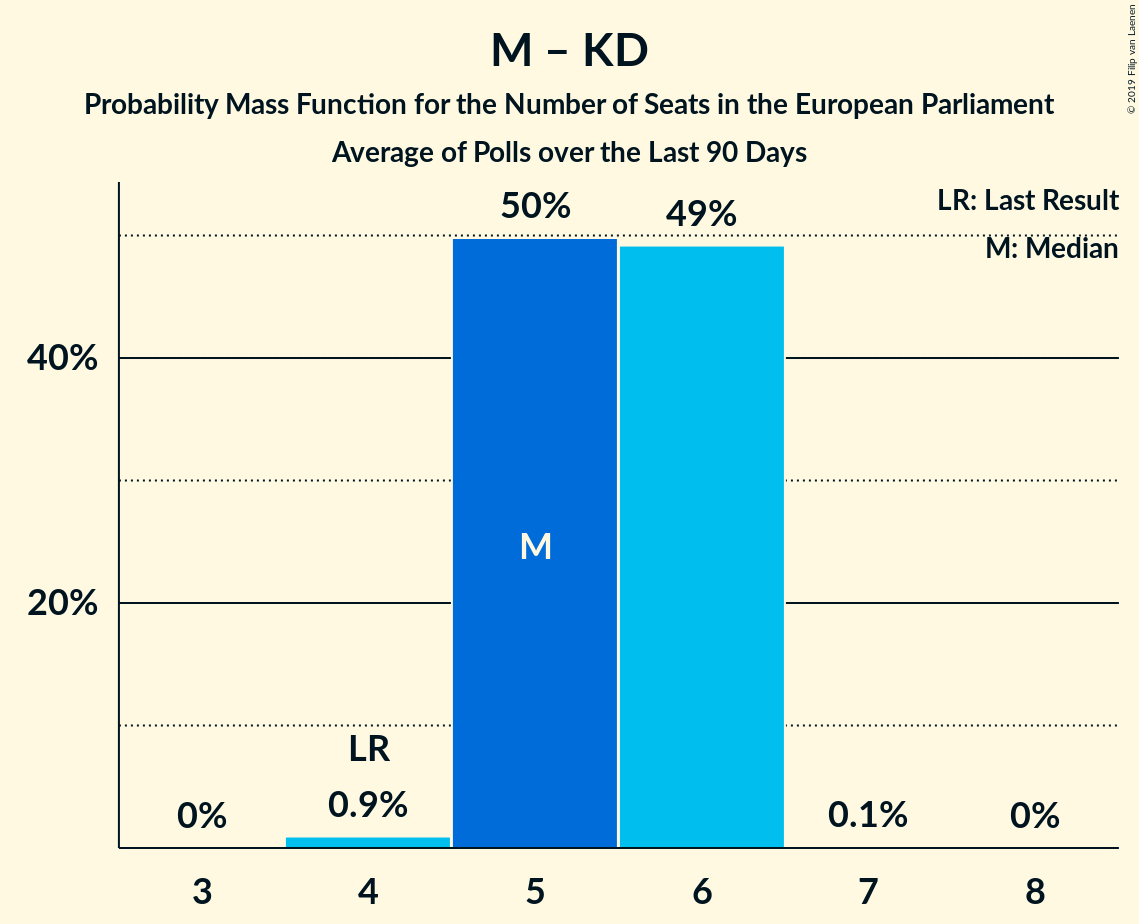 M – KD
Probability Mass Function for the Number of Seats in the European Parliament
Average of Polls over the Last 90 Days
© 2019 Filip van Laenen
LR: Last Result
M: Median
50%
49%
40%
20%
M
LR
0%
0.9%
0.1%
0%
3
4
5
6
7
8